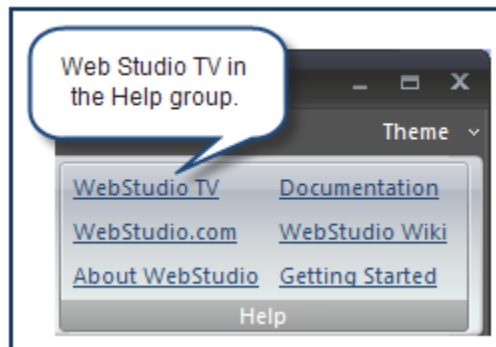 Web Studio TV in
the Help group.
Theme
WebStudio TV Documentation
WebStudio.com WebStudio Wiki
About WebStudio Getting Started
Help